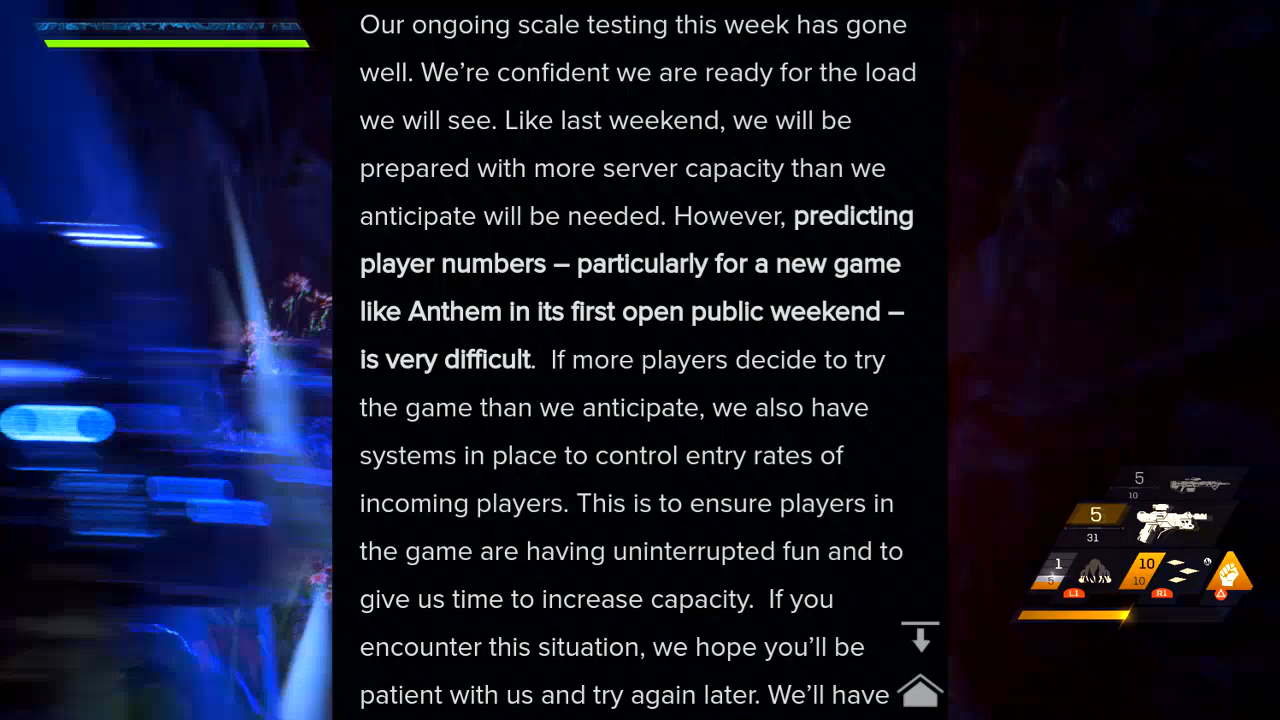 Our ongoing scale testing this week has gone
well. We’re confident we are ready for the load
we will see. Like last weekend, we will be
prepared with more server capacity than we
anticipate will be needed. However, predicting
player numbers – particularly for a new game
like Anthem in its first open public weekend –
is very difficult.  If more players decide to try
the game than we anticipate, we also have
systems in place to control entry rates of
incoming players. This is to ensure players in
the game are having uninterrupted fun and to
give us time to increase capacity.  If you
encounter this situation, we hope you’ll be
patient with us and try again later. We’ll have
5
10
5
31
1
5
10
10
L1
R1